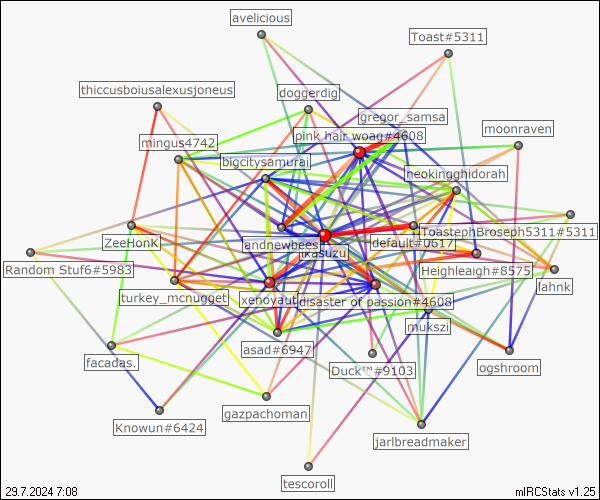 avelicious
Toast#5311
thiccusboiusalexusjoneus
doggerdig
gregor_samsa
pink hair woag#4608
moonraven
mingus4742
bigcitysamurai
neokingghidorah
ToastephBroseph5311#5311
landnewbees
default#0617
ZeeHonK
jikasuzu
Random Stuf6#5983
Heighleaigh#8575
lahnk
turkey_mcnugget
xenoyaut
disaster of passion#4608
mukszi
asad#6947
facadas.
Duck™#9103
ogshroom
gazpachoman
Knowun#6424
jarlbreadmaker
tescoroll
29.7.2024 7:08
mIRCStats v1.25